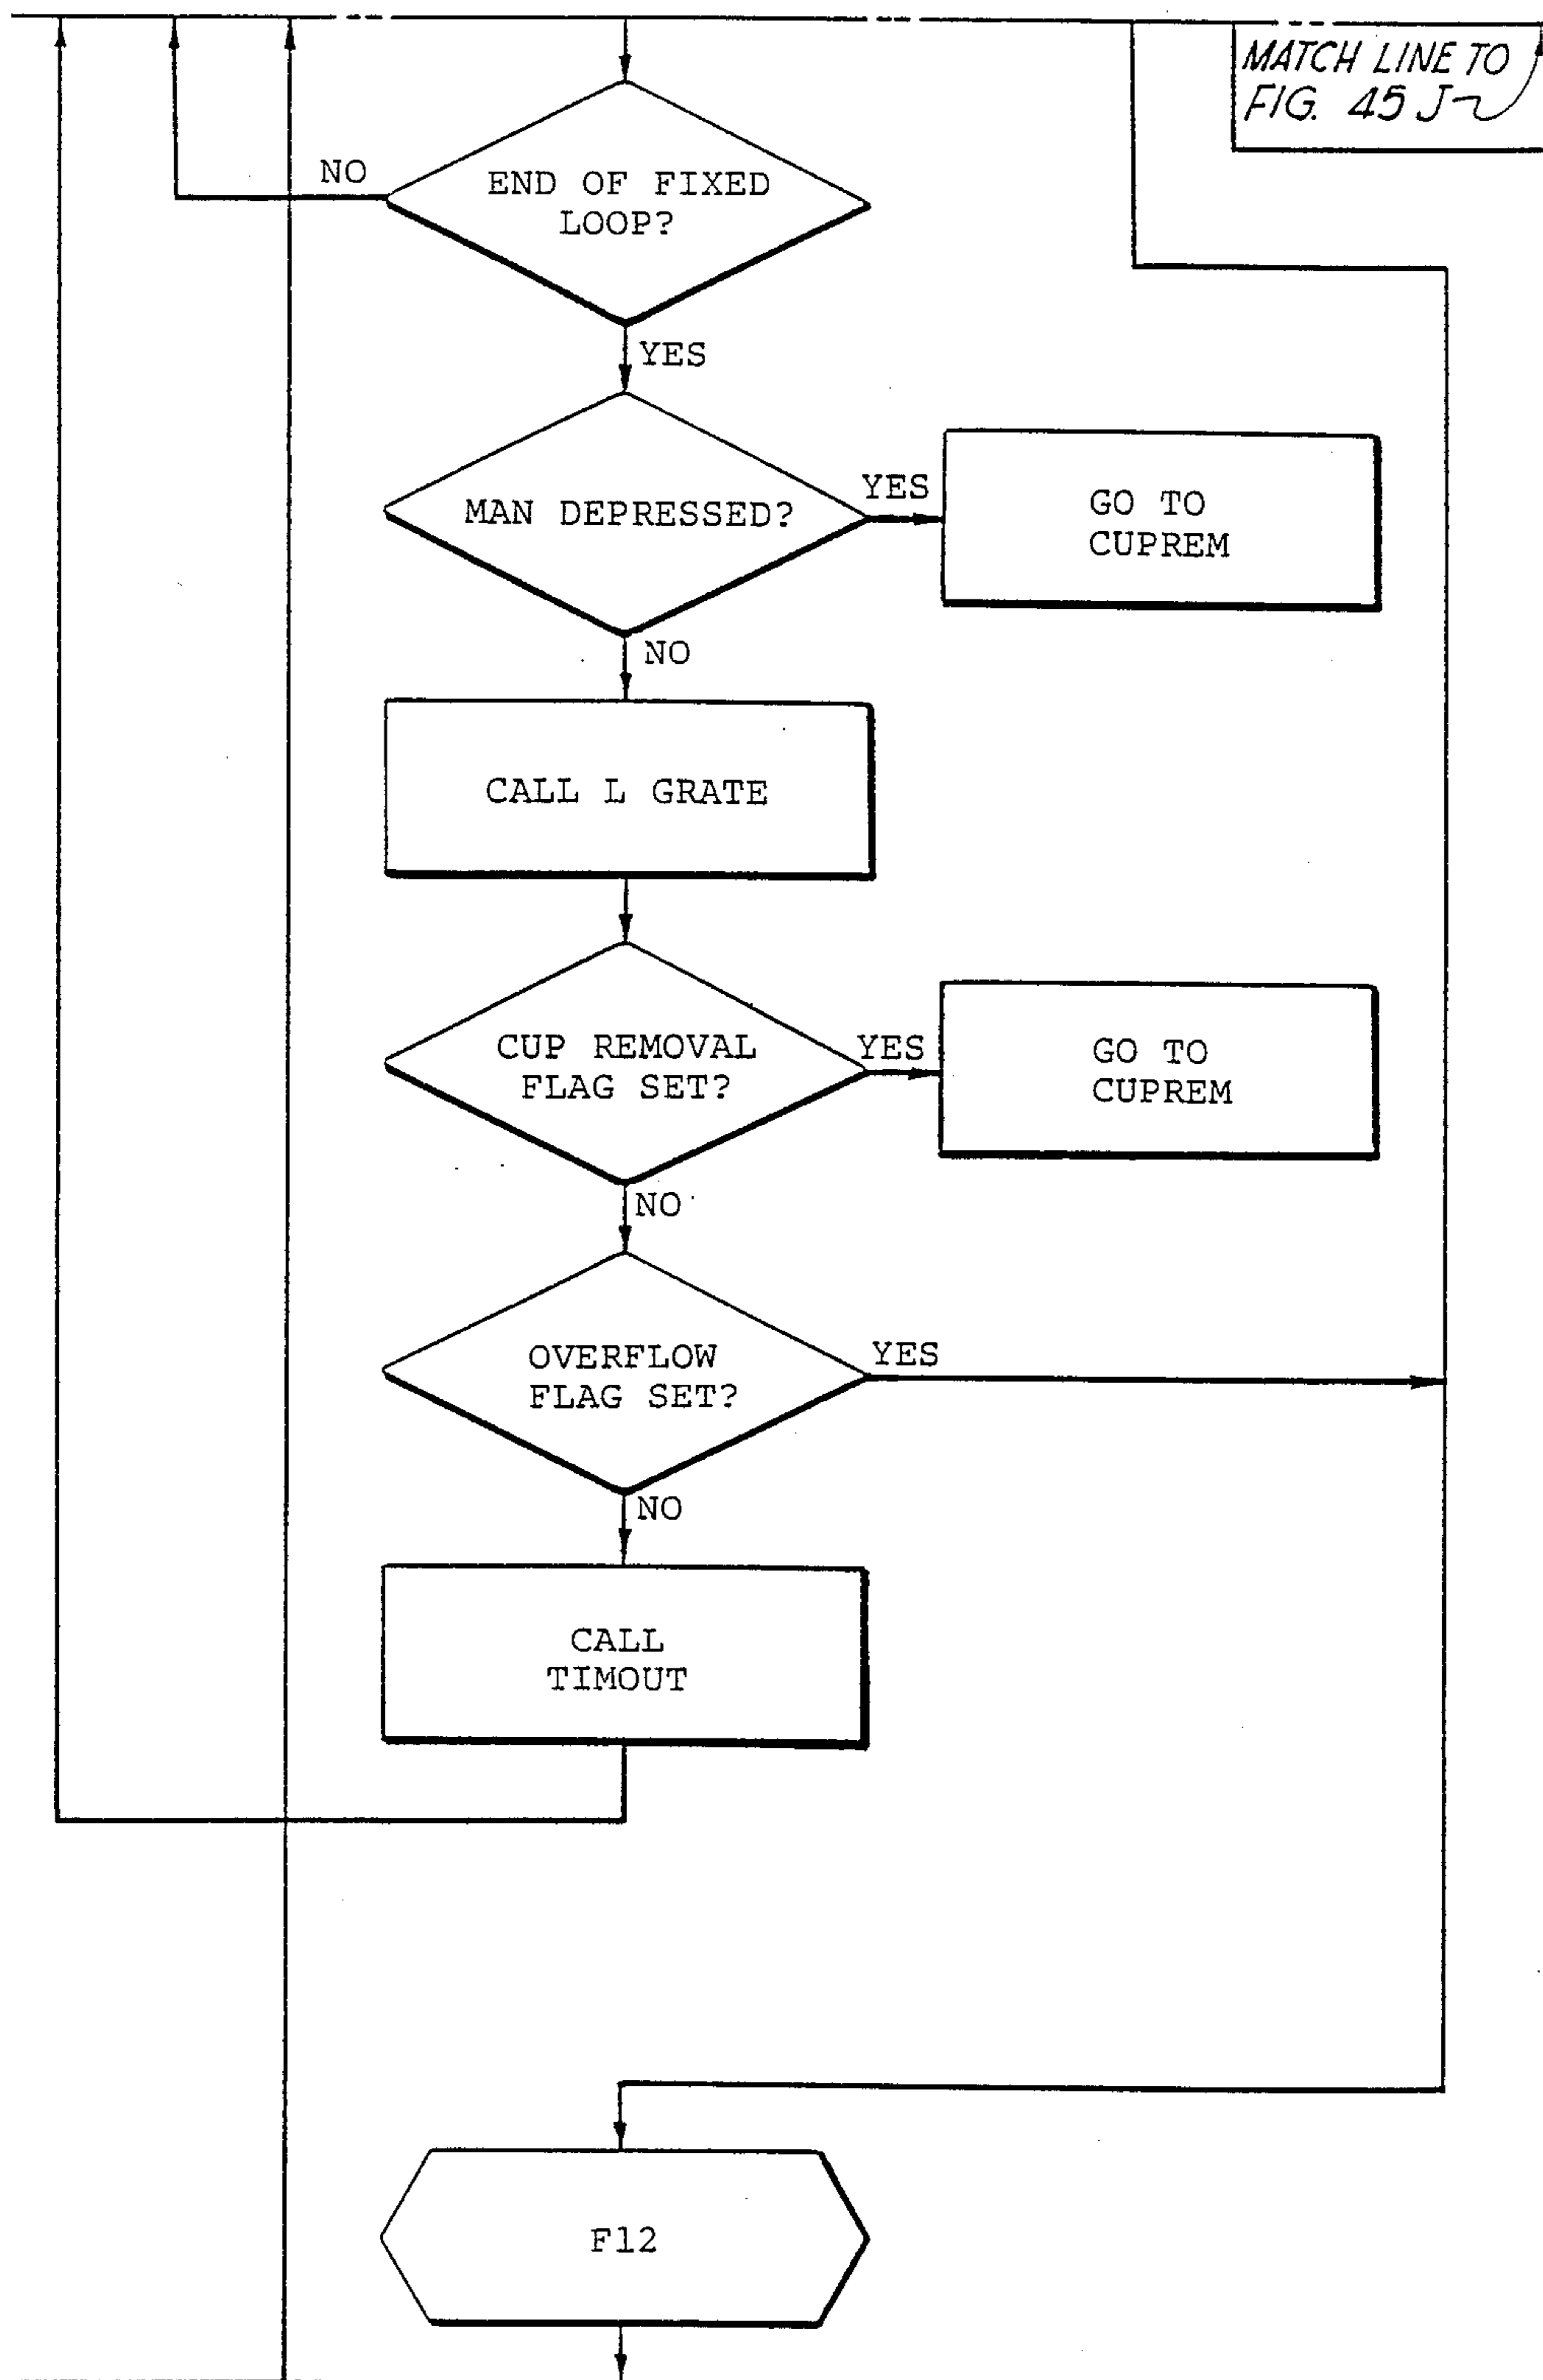 MATCH LINE TO
FIG. 45 J
NO
END OF FIXED
LOOP?
YES
MAN DEPRESSED?
YES
GO TO
CUPREM
NO
CALL L GRATE
CUP REMOVAL
FLAG SET?
YES
GO TO
CUPREM
NO
OVERFLOW
FLAG SET?
YES
NO
CALL
TIMOUT
F12